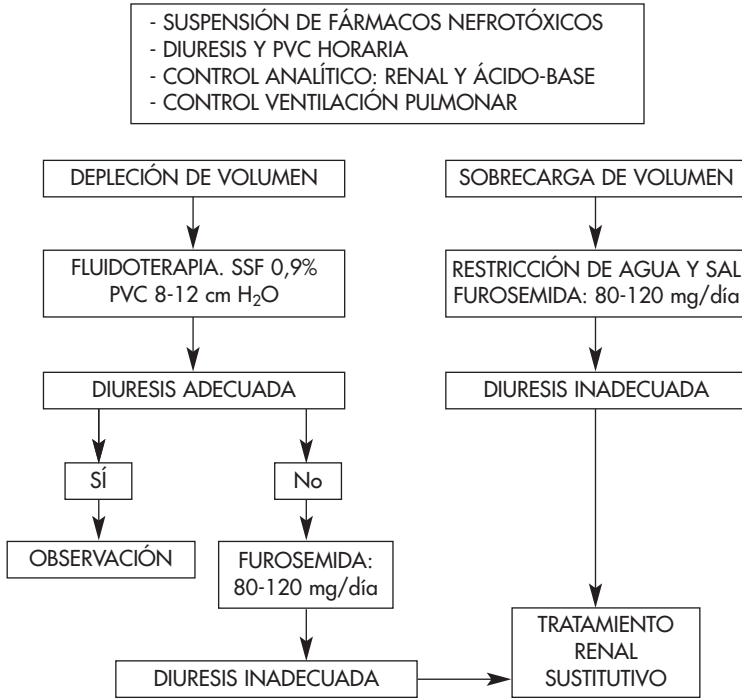 - SUSPENSIÓN DE FÁRMACOS NEFROTÓXICOS
- DIURESIS Y PVC HORARIA
- CONTROL ANALÍTICO: RENAL Y ÁCIDO-BASE
- CONTROL VENTILACIÓN PULMONAR
DEPLECIÓN DE VOLUMEN
SOBRECARGA DE VOLUMEN
FLUIDOTERAPIA. SSF 0,9%
PVC 8-12 cm H₂O
RESTRICCIÓN DE AGUA Y SAL
FUROSEMIDA: 80-120 mg/día
DIURESIS ADECUADA
DIURESIS INADECUADA
SÍ
No
OBSERVACIÓN
FUROSEMIDA:
80-120 mg/día
DIURESIS INADECUADA
TRATAMIENTO
RENAL
SUSTITUTIVO